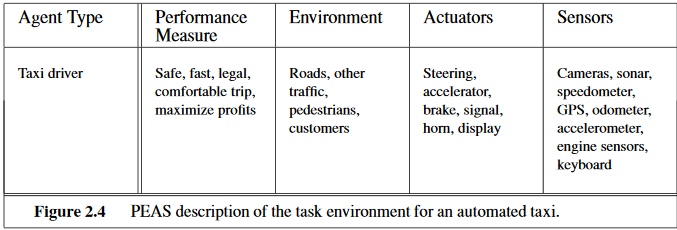 Agent Type
Performance
Measure
Environment
Actuators
Sensors
Taxi driver
Safe, fast, legal,
comfortable trip,
maximize profits
Roads, other
traffic,
pedestrians,
customers
Steering,
accelerator,
brake, signal,
horn, display
Cameras, sonar,
speedometer,
GPS, odometer,
accelerometer,
engine sensors,
keyboard
Figure 2.4 PEAS description of the task environment for an automated taxi.